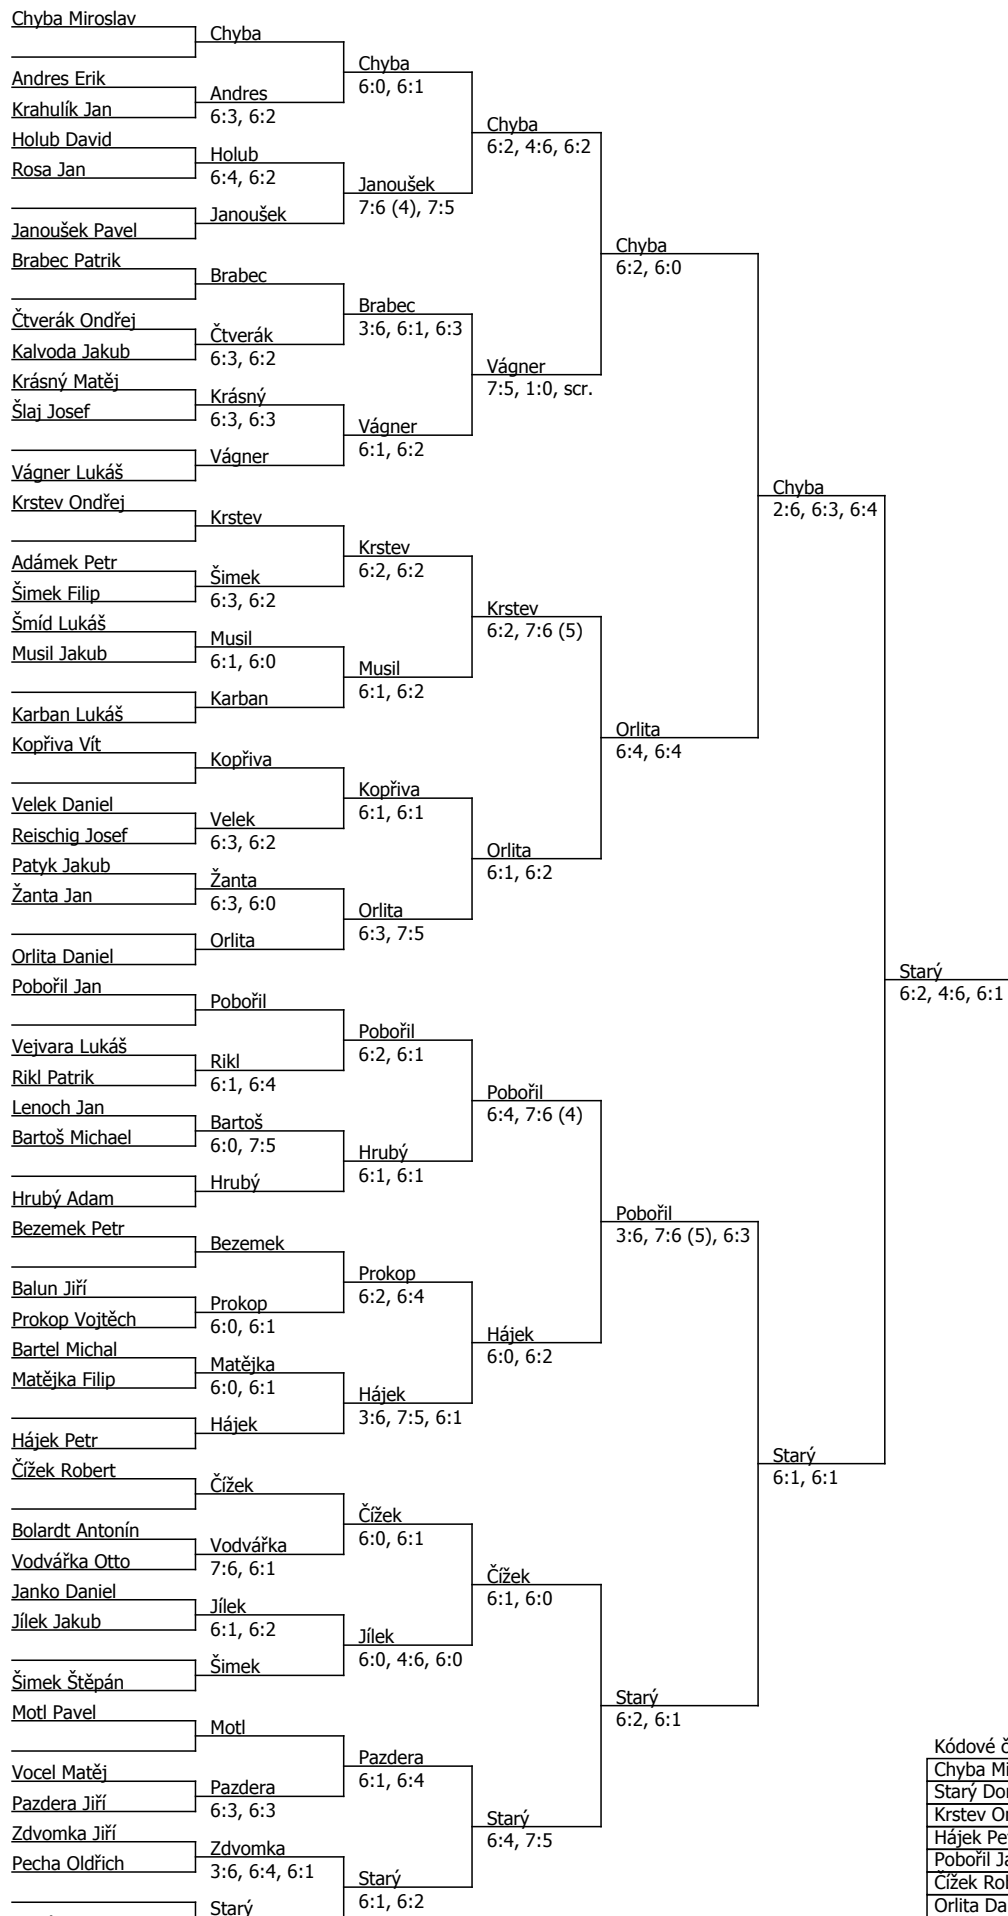 Chyba Miroslav
Chyba
Chyba
6:0, 6:1
Andres Erik
Andres
Krahulík Jan
6:3, 6:2
Chyba
6:2, 4:6, 6:2
Holub David
Holub
Rosa Jan
6:4, 6:2
Janoušek
7:6 (4), 7:5
Janoušek
Janoušek Pavel
Chyba
6:2, 6:0
Brabec Patrik
Brabec
Brabec
3:6, 6:1, 6:3
Čtverák Ondřej
Čtverák
Kalvoda Jakub
6:3, 6:2
Vágner
7:5, 1:0, scr.
Krásný Matěj
Krásný
Šlaj Josef
6:3, 6:3
Vágner
6:1, 6:2
Vágner
Vágner Lukáš
Chyba
2:6, 6:3, 6:4
Krstev Ondřej
Krstev
Krstev
6:2, 6:2
Adámek Petr
Šimek
Šimek Filip
6:3, 6:2
Krstev
6:2, 7:6 (5)
Šmíd Lukáš
Musil
Musil Jakub
6:1, 6:0
Musil
6:1, 6:2
Karban
Karban Lukáš
Orlita
6:4, 6:4
Kopřiva Vít
Kopřiva
Kopřiva
6:1, 6:1
Velek Daniel
Velek
Reischig Josef
6:3, 6:2
Orlita
6:1, 6:2
Patyk Jakub
Žanta
Žanta Jan
6:3, 6:0
Orlita
6:3, 7:5
Orlita
Orlita Daniel
Starý
6:2, 4:6, 6:1
Pobořil Jan
Pobořil
Pobořil
6:2, 6:1
Vejvara Lukáš
Rikl
Rikl Patrik
6:1, 6:4
Pobořil
6:4, 7:6 (4)
Lenoch Jan
Bartoš
Bartoš Michael
6:0, 7:5
Hrubý
6:1, 6:1
Hrubý
Hrubý Adam
Pobořil
3:6, 7:6 (5), 6:3
Bezemek Petr
Bezemek
Prokop
6:2, 6:4
Balun Jiří
Prokop
Prokop Vojtěch
6:0, 6:1
Hájek
6:0, 6:2
Bartel Michal
Matějka
Matějka Filip
6:0, 6:1
Hájek
3:6, 7:5, 6:1
Hájek
Hájek Petr
Starý
6:1, 6:1
Čížek Robert
Čížek
Čížek
6:0, 6:1
Bolardt Antonín
Vodvářka
Vodvářka Otto
7:6, 6:1
Čížek
6:1, 6:0
Janko Daniel
Jílek
Jílek Jakub
6:1, 6:2
Jílek
6:0, 4:6, 6:0
Šimek
Šimek Štěpán
Starý
6:2, 6:1
Motl Pavel
Motl
Pazdera
6:1, 6:4
Vocel Matěj
Pazdera
Pazdera Jiří
6:3, 6:3
Starý
6:4, 7:5
Zdvomka Jiří
Zdvomka
Pecha Oldřich
3:6, 6:4, 6:1
Starý
6:1, 6:2
Starý
Kódové č
Chyba Mi
Starý Do
Krstev O
Hájek Pe
Pobořil Ja
Čížek Rol
Orlita Da